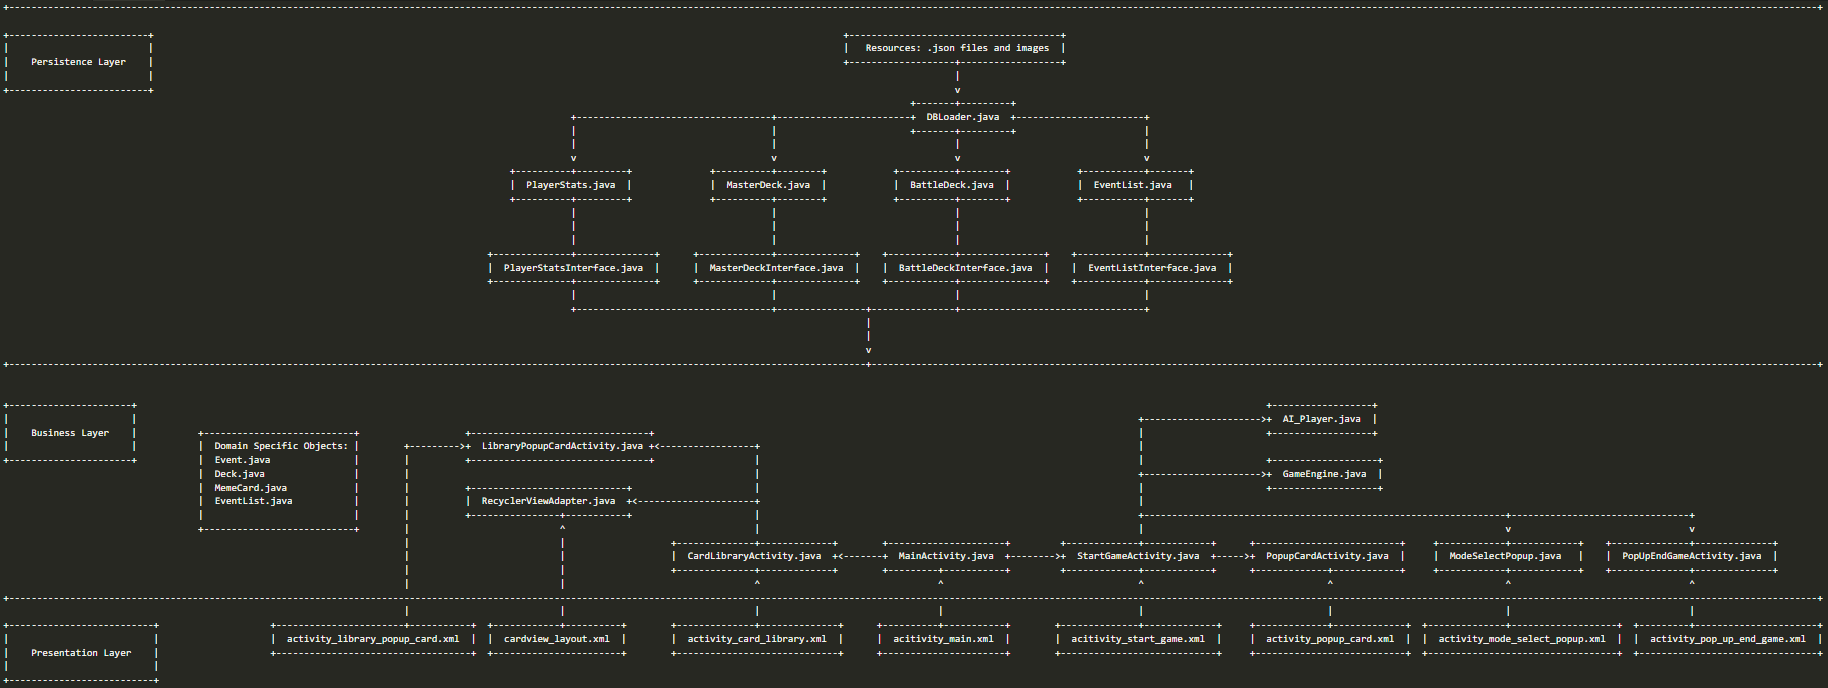 Persistence Layer
Resources: .json files and images
DBLoader.java
PlayerStats.java
MasterDeck.java
BattleDeck.java
EventList.java
PlayerStatsInterface.java
MasterDeckInterface.java
BattleDeckInterface.java
EventListInterface.java
Business Layer
Domain Specific Objects:
Event.java
Deck.java
MemeCard.java
EventList.java
LibraryPopupCardActivity.java
RecyclerViewAdapter.java
AI_Player.java
GameEngine.java
CardLibraryActivity.java
MainActivity.java
StartGameActivity.java
PopupCardActivity.java
ModeSelectPopup.java
PopUpEndGameActivity.java
Presentation Layer
activity_library_popup_card.xml
cardview_layout.xml
activity_card_library.xml
acitivity_main.xml
acitivity_start_game.xml
activity_popup_card.xml
activity_mode_select_popup.xml
activity_pop_up_end_game.xml